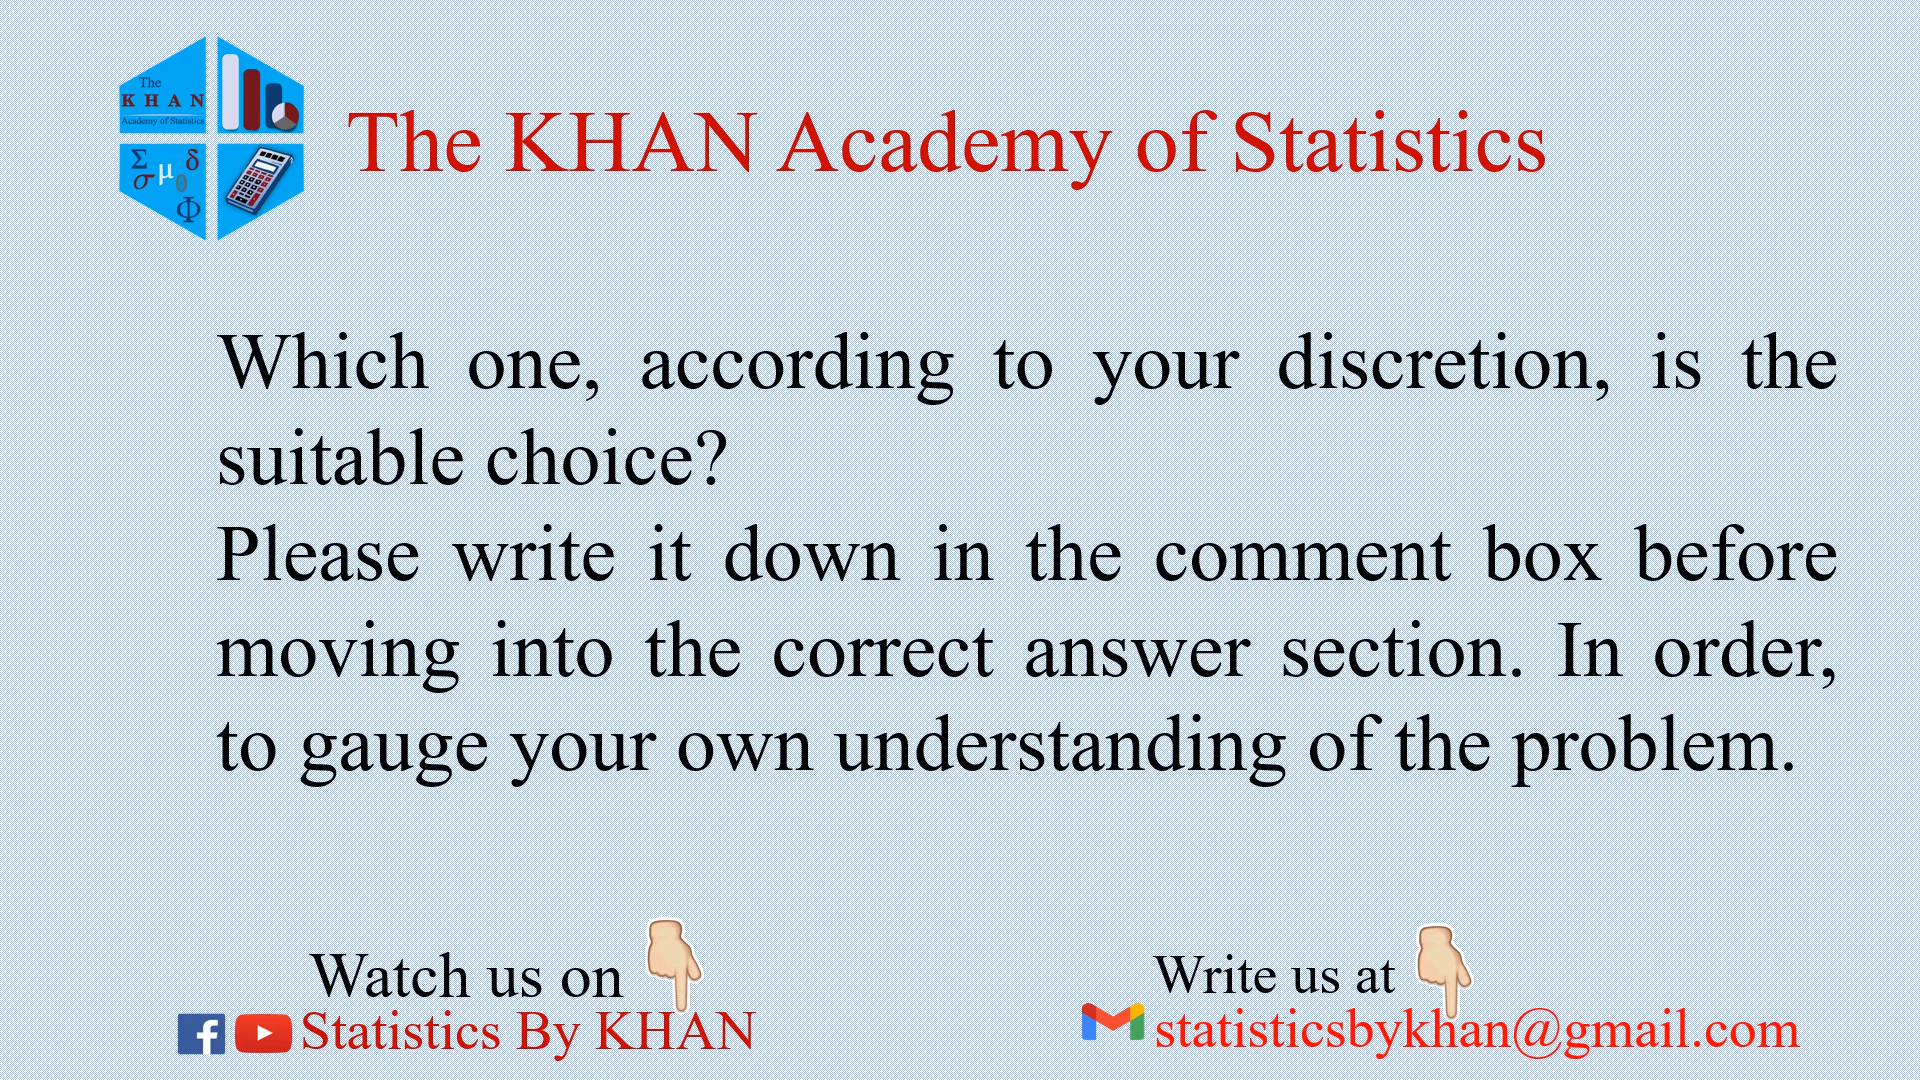 The
KHAN
Academy of Statistics
Σ μ δ
σ 0
Φ
The KHAN Academy of Statistics
Which one, according to your discretion, is the
suitable choice?
Please write it down in the comment box before
moving into the correct answer section. In order,
to gauge your own understanding of the problem.
Watch us on
Statistics By KHAN
Write us at
statisticsbykhan@gmail.com